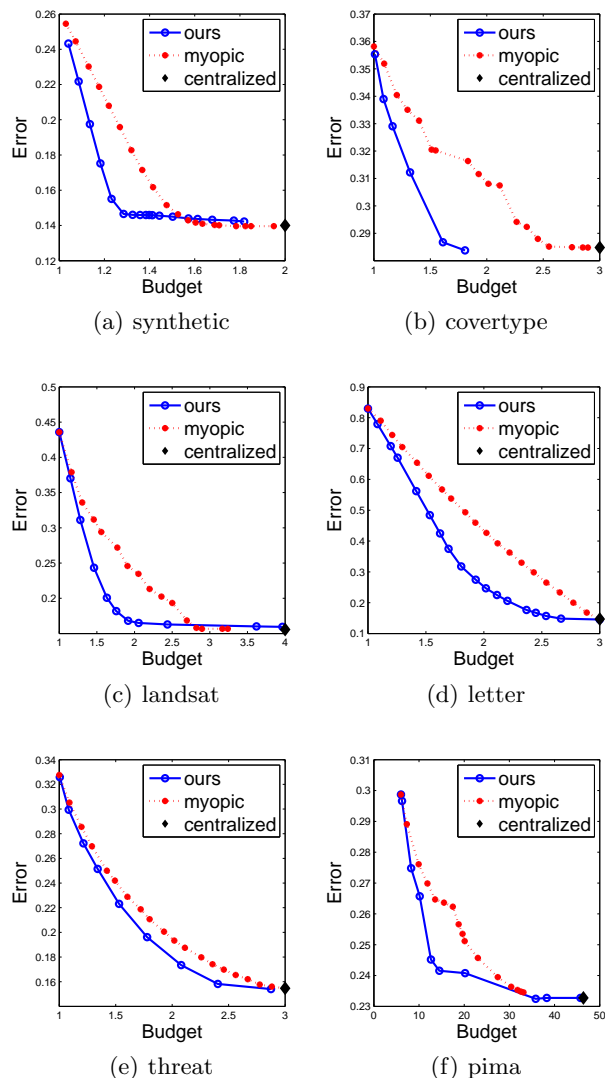 0.26
0.24
0.22
0.2
0.18
0.16
0.14
0.12
Error
ours
myopic
centralized
1 1.2 1.4 1.6 1.8 2
Budget
(a) synthetic
0.38
0.37
0.36
0.35
0.34
0.33
0.32
0.31
0.3
0.29
Error
ours
myopic
centralized
1 1.5 2 2.5 3
Budget
(b) covertype
0.5
0.45
0.4
0.35
0.3
0.25
0.2
Error
ours
myopic
centralized
1 1.5 2 2.5 3 3.5 4
Budget
(c) landsat
0.9
0.8
0.7
0.6
0.5
0.4
0.3
0.2
0.1
Error
ours
myopic
centralized
1 1.5 2 2.5 3
Budget
(d) letter
0.34
0.32
0.3
0.28
0.26
0.24
0.22
0.2
0.18
0.16
Error
ours
myopic
centralized
1 1.5 2 2.5 3
Budget
(e) threat
0.31
0.3
0.29
0.28
0.27
0.26
0.25
0.24
0.23
Error
ours
myopic
centralized
0 10 20 30 40 50
Budget
(f) pima